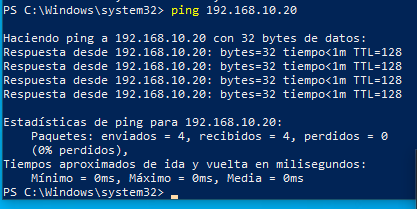 PS C:\Windows\system32> ping 192.168.10.20
Haciendo ping a 192.168.10.20 con 32 bytes de datos:
Respuesta desde 192.168.10.20: bytes=32 tiempo<1m TTL=128
Respuesta desde 192.168.10.20: bytes=32 tiempo<1m TTL=128
Respuesta desde 192.168.10.20: bytes=32 tiempo<1m TTL=128
Respuesta desde 192.168.10.20: bytes=32 tiempo<1m TTL=128
Estadísticas de ping para 192.168.10.20:
    Paquetes: enviados = 4, recibidos = 4, perdidos = 0
    (0% perdidos),
Tiempos aproximados de ida y vuelta en milisegundos:
    Mínimo = 0ms, Máximo = 0ms, Media = 0ms
PS C:\Windows\system32>